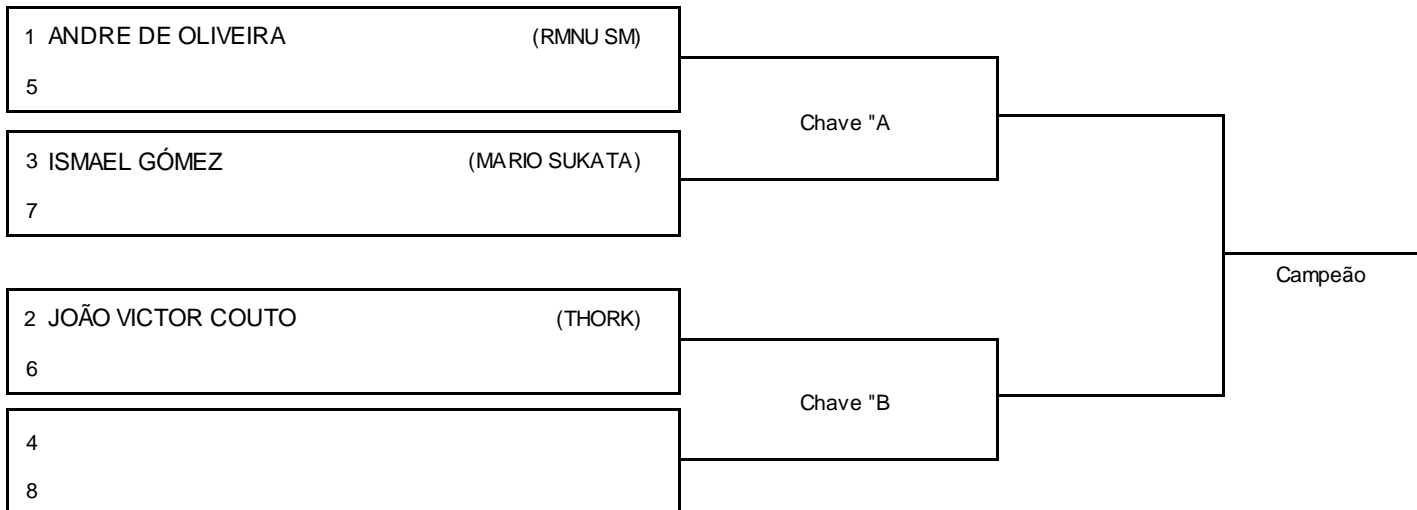 1 ANDRE DE OLIVEIRA (RMNU SM)
5
Chave "A
3 ISMAEL GÓMEZ (MARIO SUKATA)
7
Campeão
2 JOÃO VICTOR COUTO (THORK)
6
Chave "B
4
8